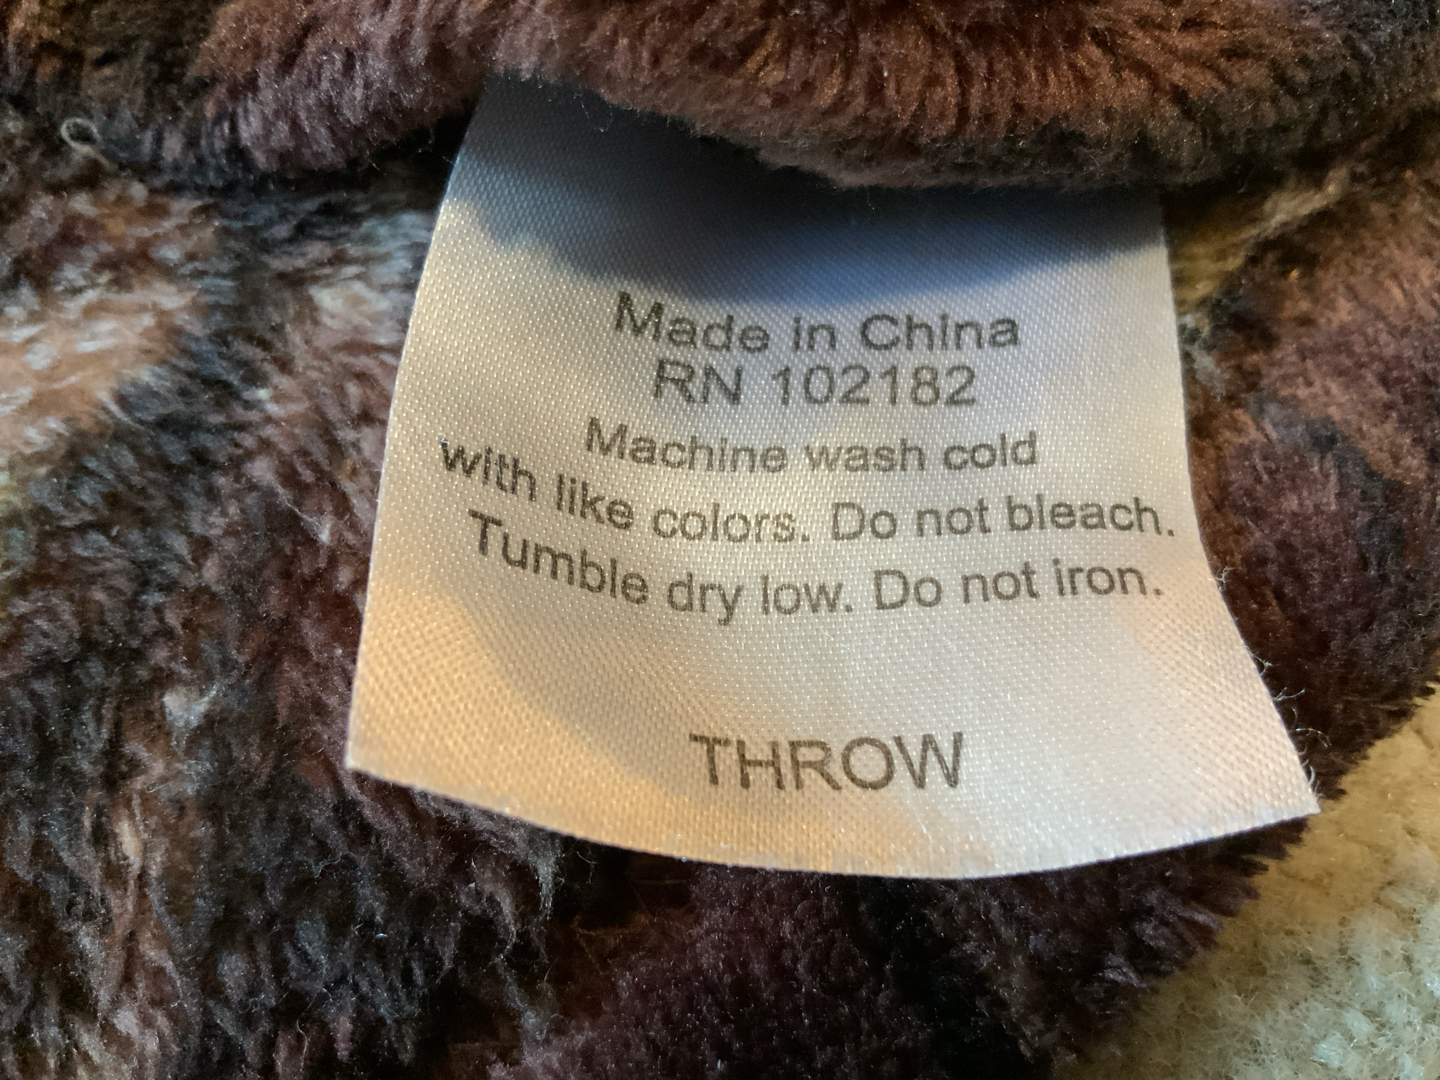 Made in China
RN 102182
Machine wash cold
with like colors. Do not bleach.
Tumble dry low. Do not iron.
THROW